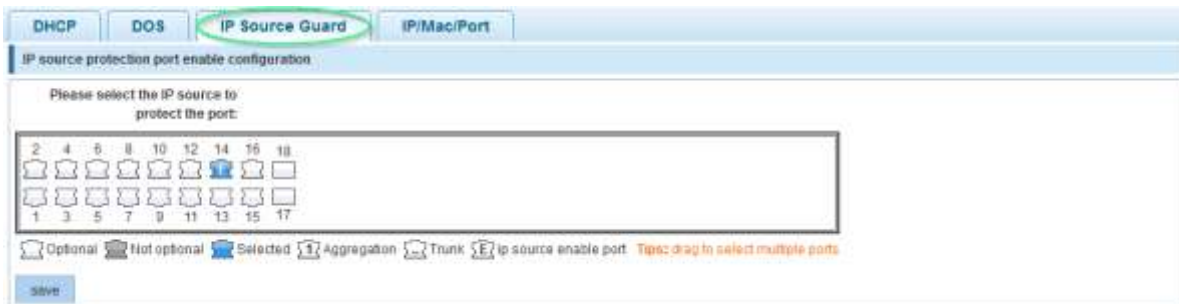 DHCP DOS IP Source Guard IP/Mac/Port
IP source protection port enable configuration
Please select the IP source to
protect the port:
2 4 6 8 10 12 14 16 18
1 3 5 7 9 11 13 15 17
Optional Not optional Selected 1 Aggregation Trunk E ip source enable port Tips: drag to select multiple ports
save